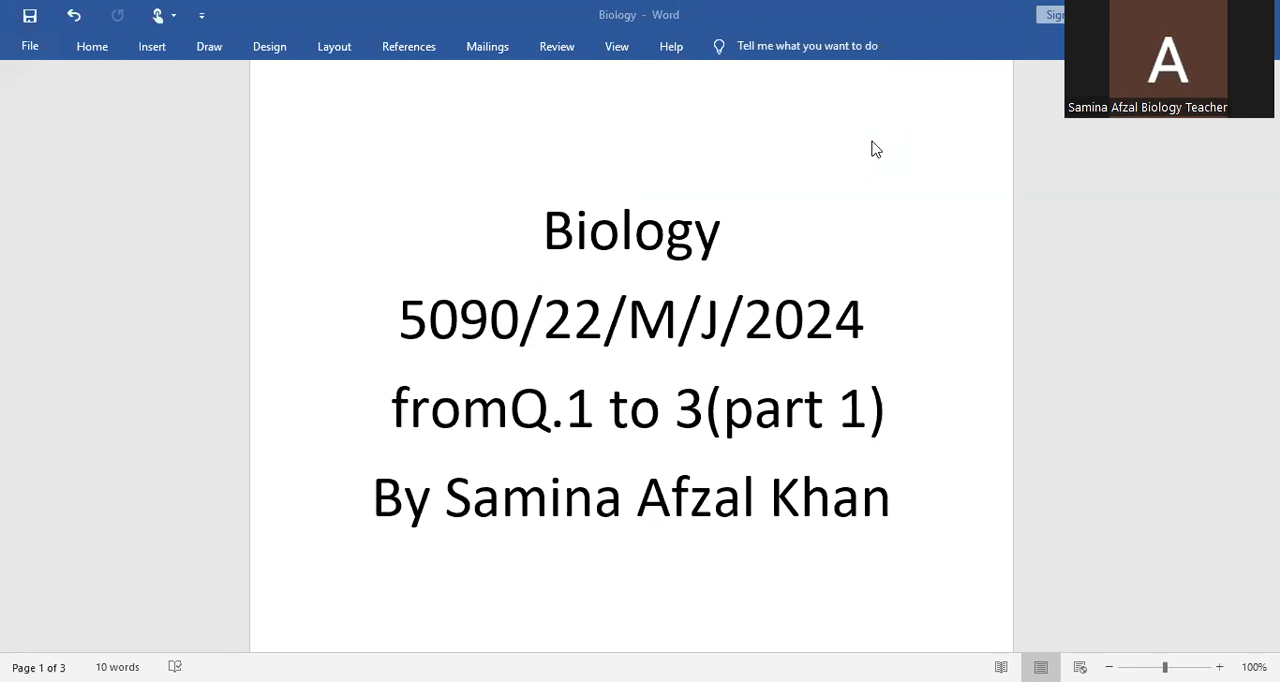 Biology - Word
Sig
File Home Insert Draw Design Layout References Mailings Review View Help Tell me what you want to do
A
Samina Afzal Biology Teacher
Biology
5090/22/M/J/2024
fromQ.1 to 3(part 1)
By Samina Afzal Khan
Page 1 of 3 10 words 100%